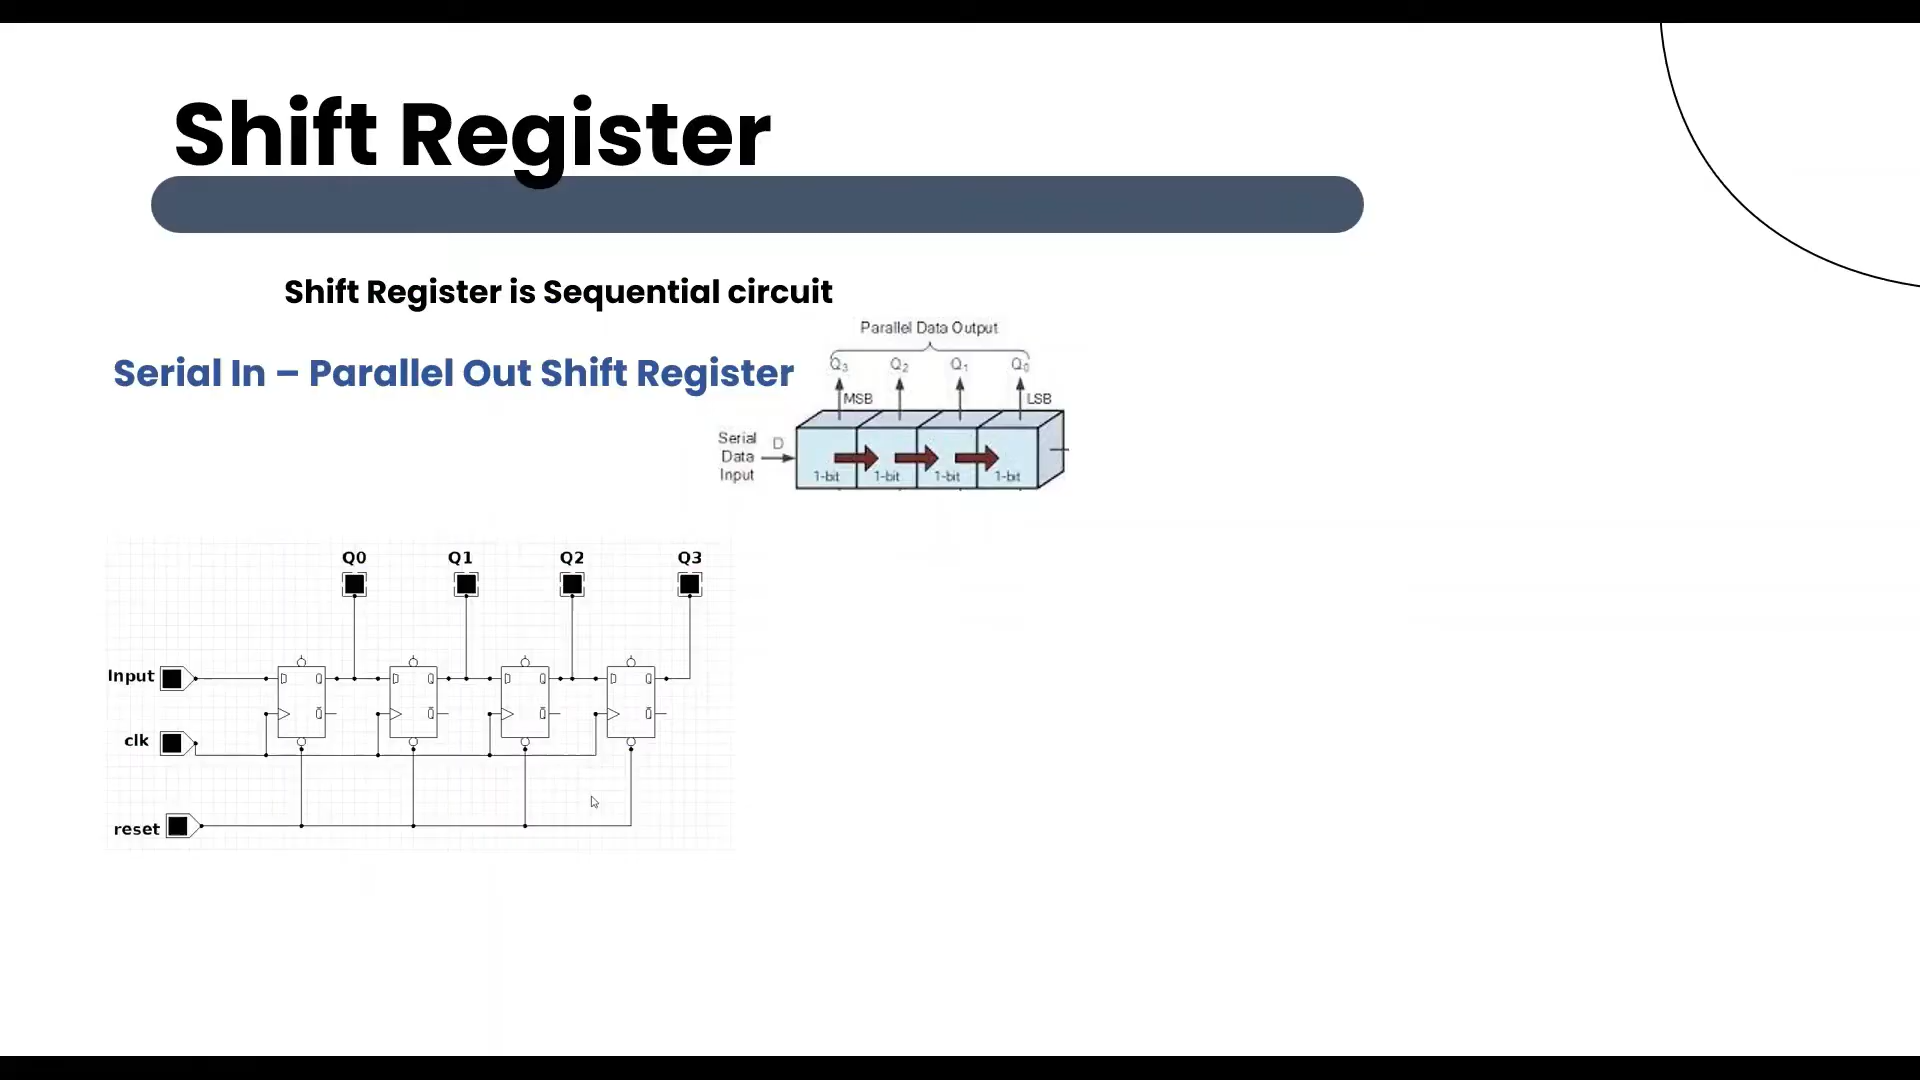 Shift Register
Shift Register is Sequential circuit
Serial In – Parallel Out Shift Register
Parallel Data Output
Q3 Q2 Q1 Q0
MSB LSB
Serial
Data
Input
D
1-bit 1-bit 1-bit 1-bit
Q0 Q1 Q2 Q3
Input
D Q D Q D Q D Q
Q̅ Q̅ Q̅ Q̅
clk
reset